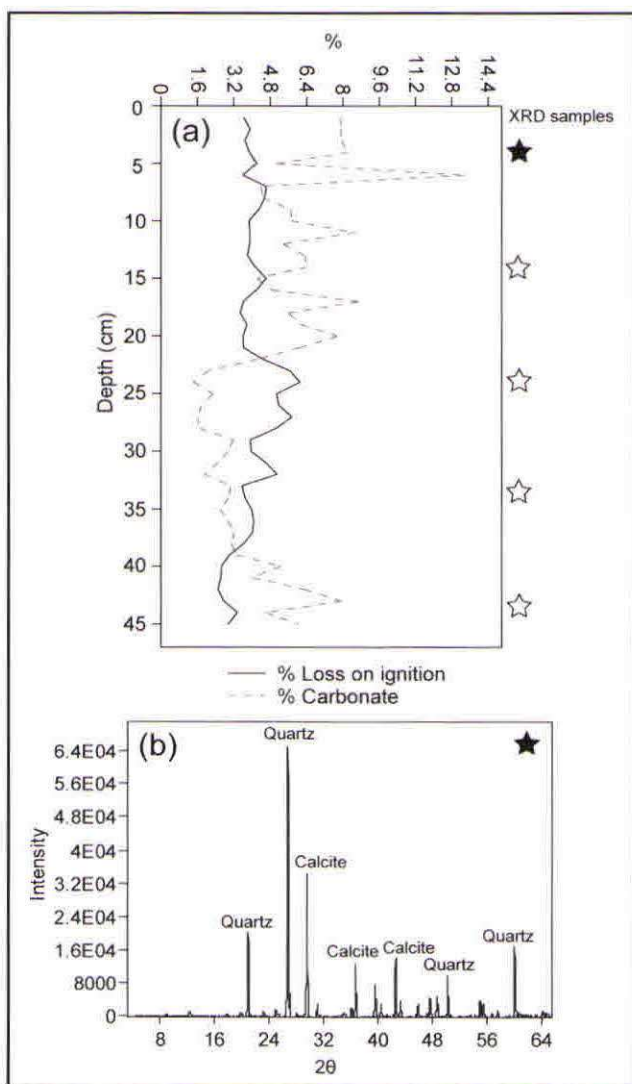 %
0 1.6 3.2 4.8 6.4 8 9.6 11.2 12.8 14.4
XRD samples
(a)
0
5
10
15
20
25
30
35
40
45
Depth (cm)
% Loss on ignition
% Carbonate
(b)
Quartz
6.4E04
5.6E04
4.8E04
4E04
3.2E04
2.4E04
1.6E04
8000
0
Intensity
Calcite
Quartz
Calcite
Calcite
Quartz
Quartz
8 16 24 32 40 48 56 64
2θ